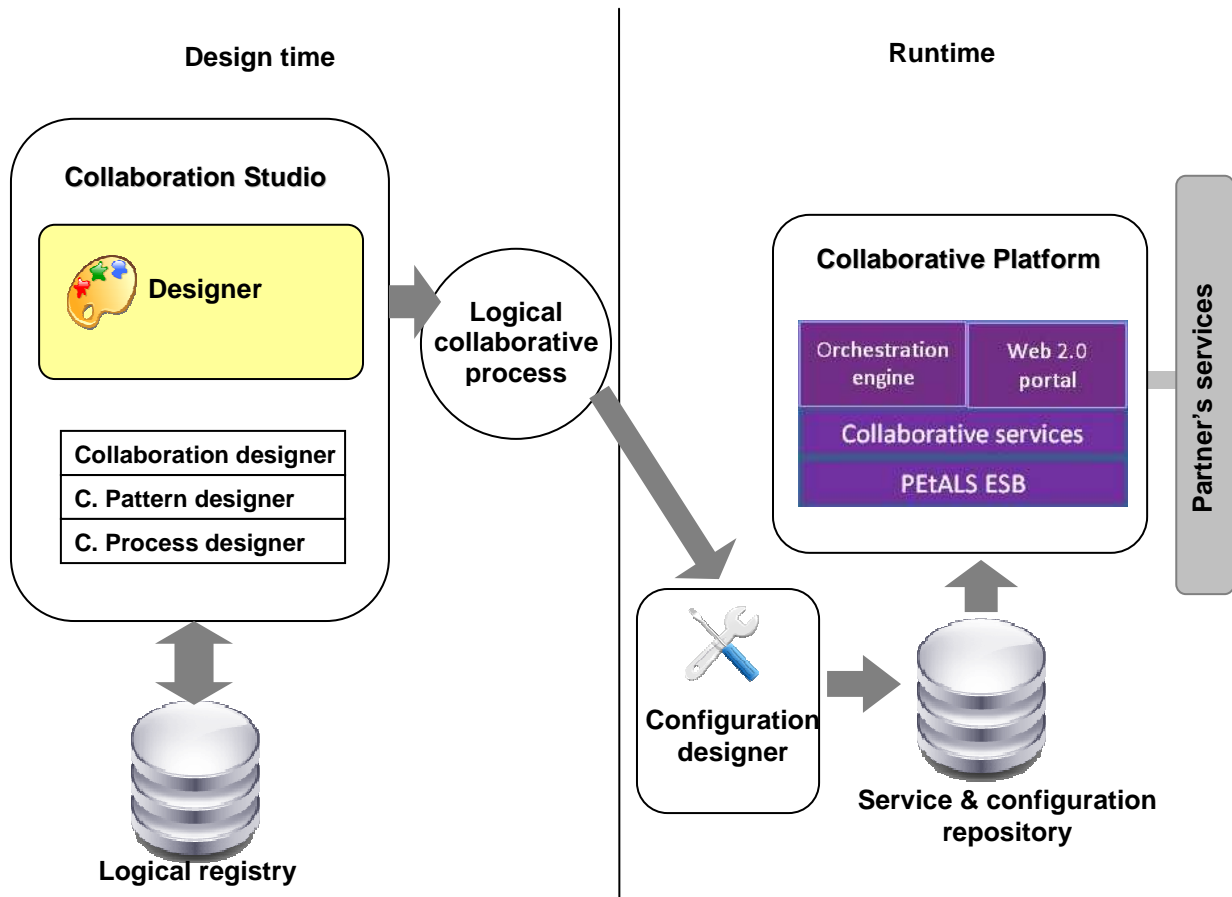 Design time
Runtime
Collaboration Studio
Designer
Collaboration designer
C. Pattern designer
C. Process designer
Logical registry
Logical
collaborative
process
Configuration
designer
Service & configuration
repository
Collaborative Platform
Orchestration
engine
Web 2.0
portal
Collaborative services
PEtALS ESB
Partner's services